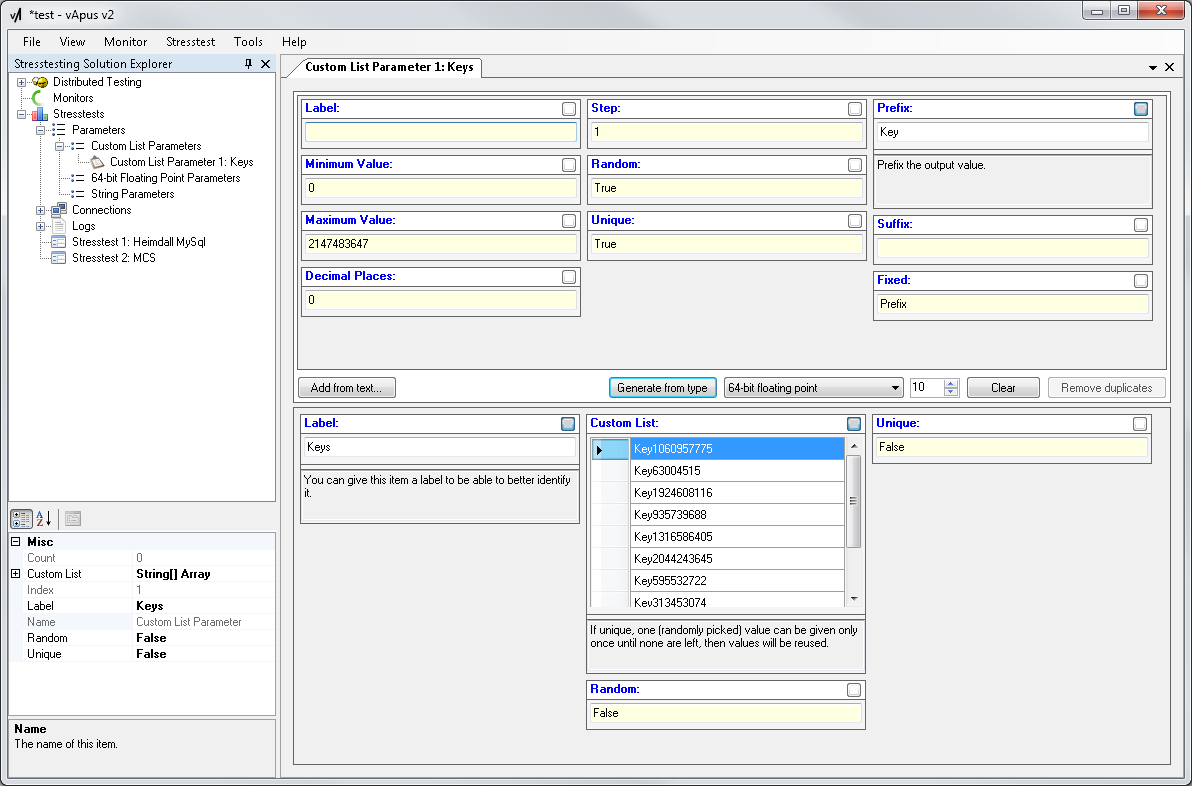 *test - vApus v2
File View Monitor Stresstest Tools Help
Stresstesting Solution Explorer
Distributed Testing
Monitors
Stresstests
Parameters
Custom List Parameters
Custom List Parameter 1: Keys
64-bit Floating Point Parameters
String Parameters
Connections
Logs
Stresstest 1: Heimdall MySql
Stresstest 2: MCS
Misc
Count 0
Custom List String[] Array
Index 1
Label Keys
Name Custom List Parameter
Random False
Unique False
Name
The name of this item.
Custom List Parameter 1: Keys
Label:
Minimum Value:
0
Maximum Value:
2147483647
Decimal Places:
0
Step:
1
Random:
True
Unique:
True
Prefix:
Key
Prefix the output value.
Suffix:
Fixed:
Prefix
Add from text... Generate from type 64-bit floating point 10 Clear Remove duplicates
Label:
Keys
You can give this item a label to be able to better identify
it.
Custom List:
Key1060957775
Key63004515
Key1924608116
Key935739688
Key1316586405
Key2044243645
Key595532722
Key313453074
If unique, one (randomly picked) value can be given only
once until none are left, then values will be reused.
Random:
False
Unique:
False